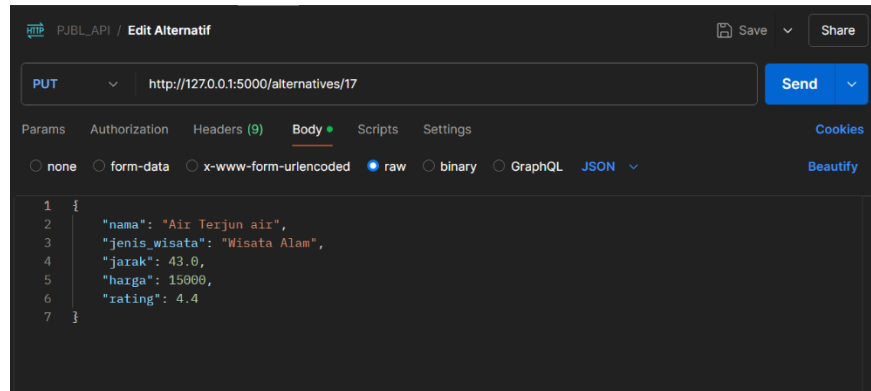 HTTP PJBL_API / Edit Alternatif Save Share
PUT http://127.0.0.1:5000/alternatives/17 Send
Params Authorization Headers (9) Body Scripts Settings Cookies
none form-data x-www-form-urlencoded raw binary GraphQL JSON Beautify
1 {
2 "nama": "Air Terjun air",
3 "jenis_wisata": "Wisata Alam",
4 "jarak": 43.0,
5 "harga": 15000,
6 "rating": 4.4
7 }